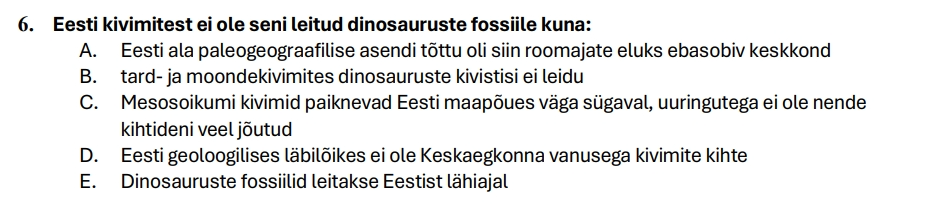 6. Eesti kivimitest ei ole seni leitud dinosauruste fossiile kuna:
A. Eesti ala paleogeograafilise asendi tõttu oli siin roomajate eluks ebasobiv keskkond
B. tard- ja moondekivimites dinosauruste kivistisi ei leidu
C. Mesosoikumi kivimid paiknevad Eesti maapõues väga sügaval, uuringutega ei ole nende
kihtideni veel jõutud
D. Eesti geoloogilises läbilõikes ei ole Keskaegkonna vanusega kivimite kihte
E. Dinosauruste fossiilid leitakse Eestist lähiajal